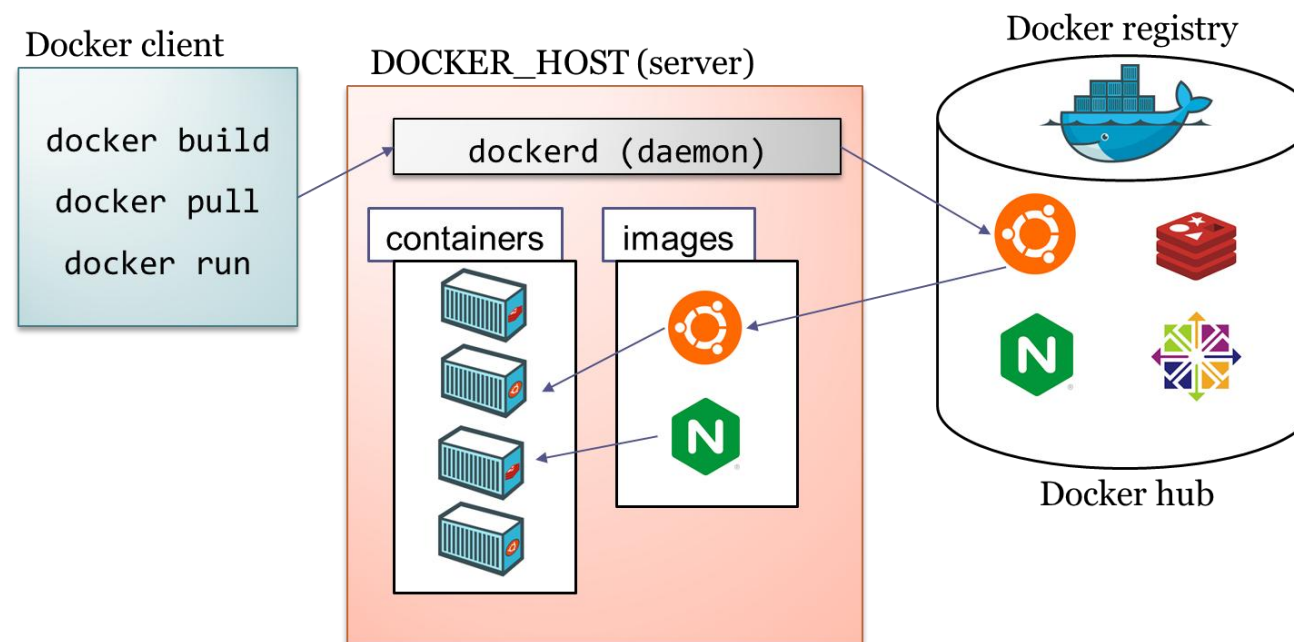 Docker client
docker build
docker pull
docker run
DOCKER_HOST (server)
dockerd (daemon)
containers
images
N
Docker registry
N
Docker hub